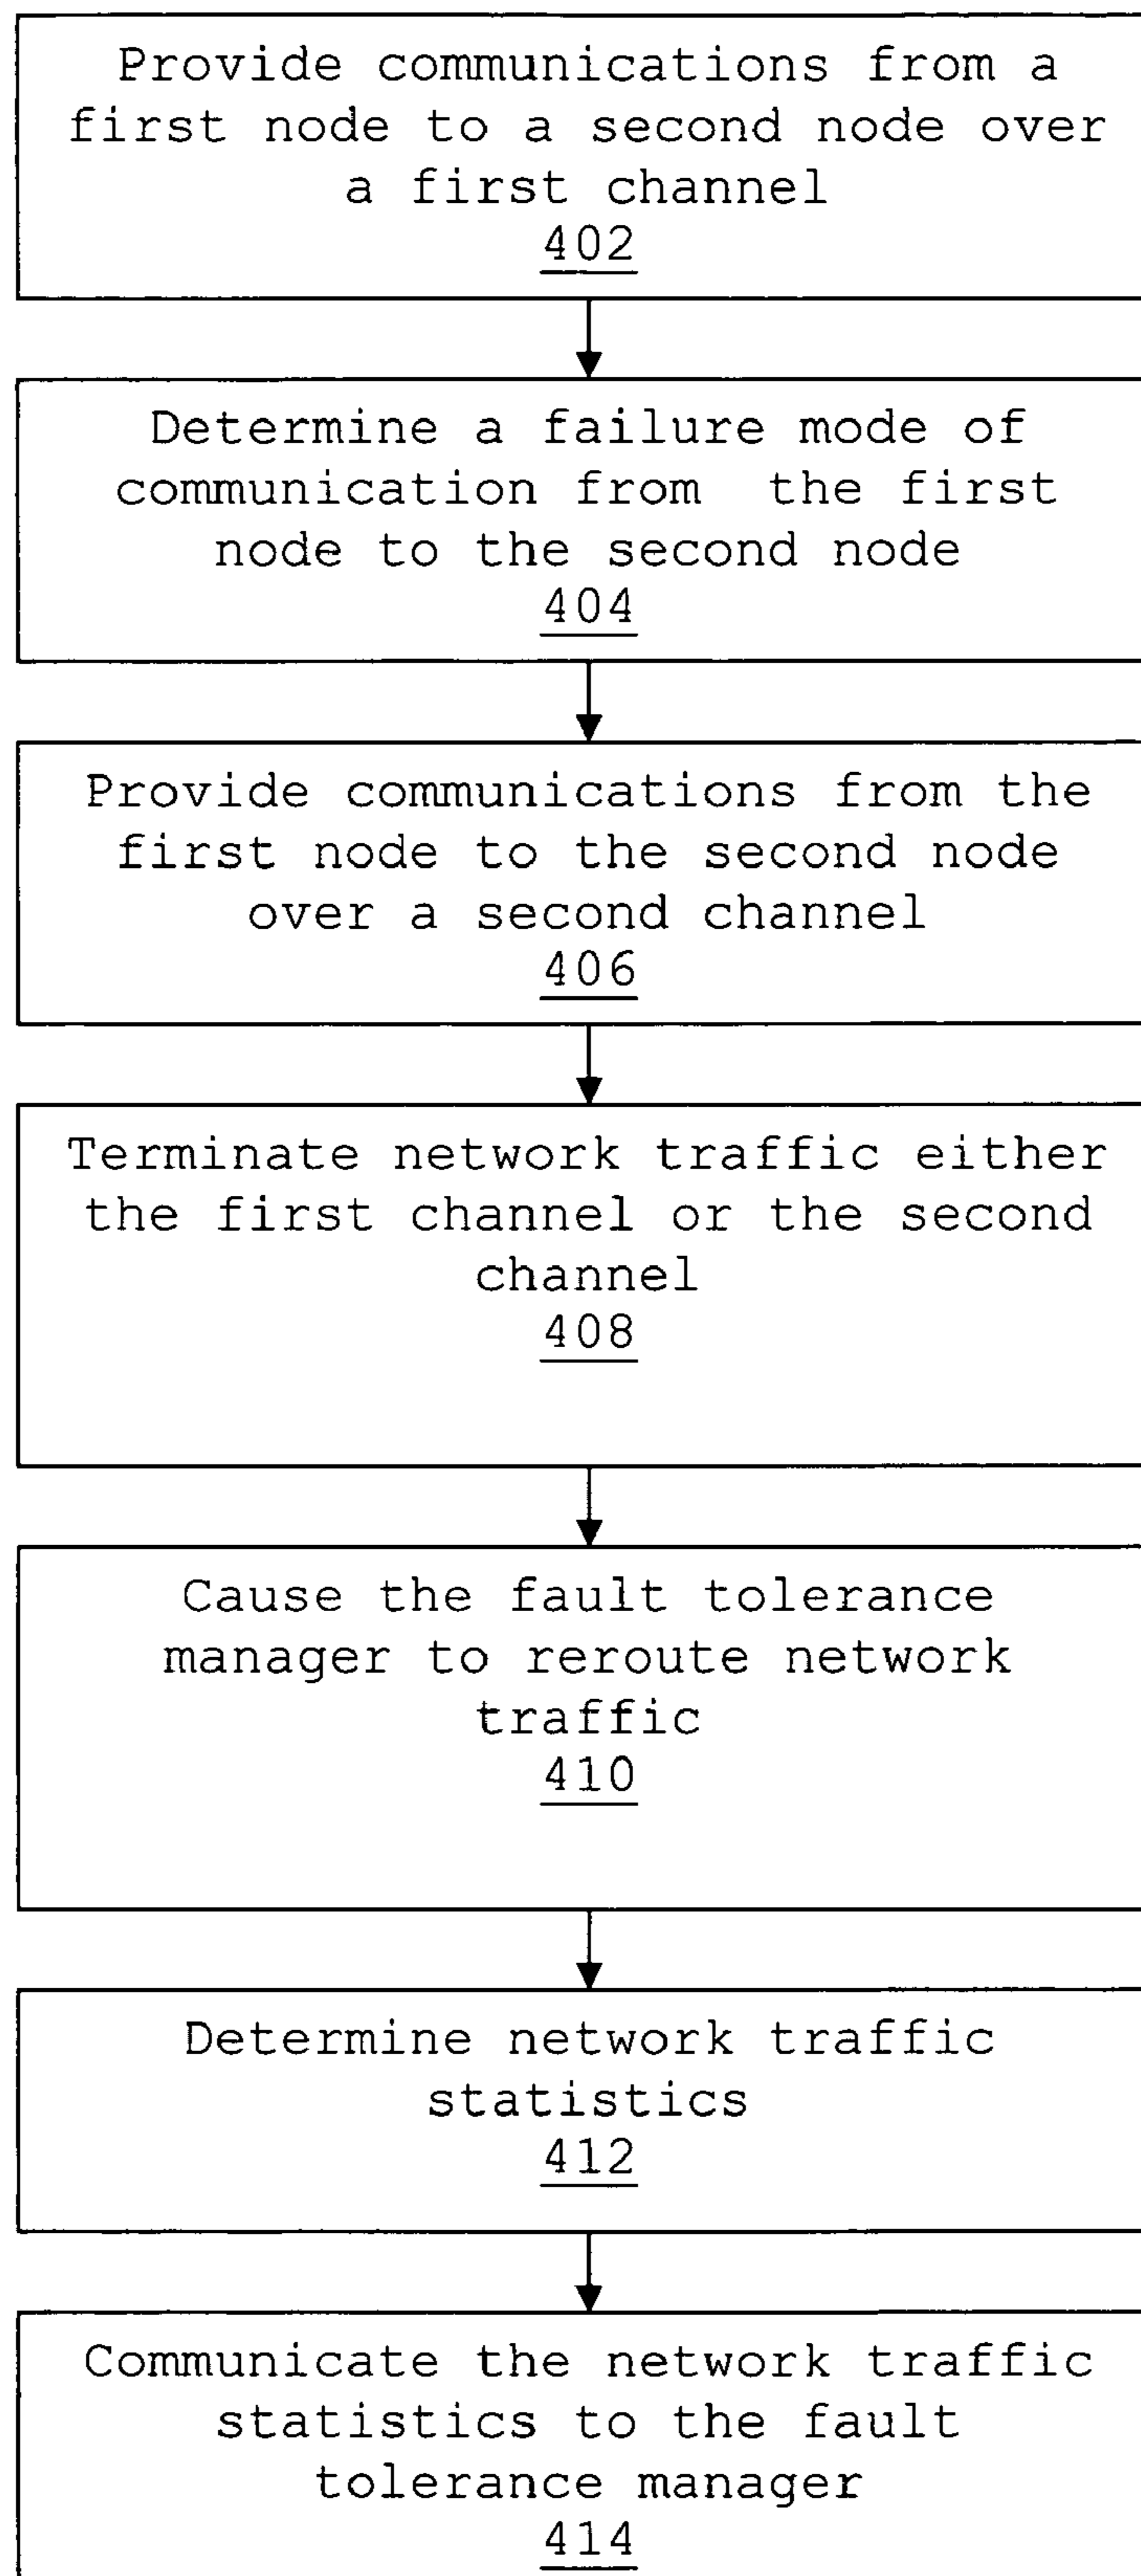 Provide communications from a
first node to a second node over
a first channel
402
Determine a failure mode of
communication from the first
node to the second node
404
Provide communications from the
first node to the second node
over a second channel
406
Terminate network traffic either
the first channel or the second
channel
408
Cause the fault tolerance
manager to reroute network
traffic
410
Determine network traffic
statistics
412
Communicate the network traffic
statistics to the fault
tolerance manager
414